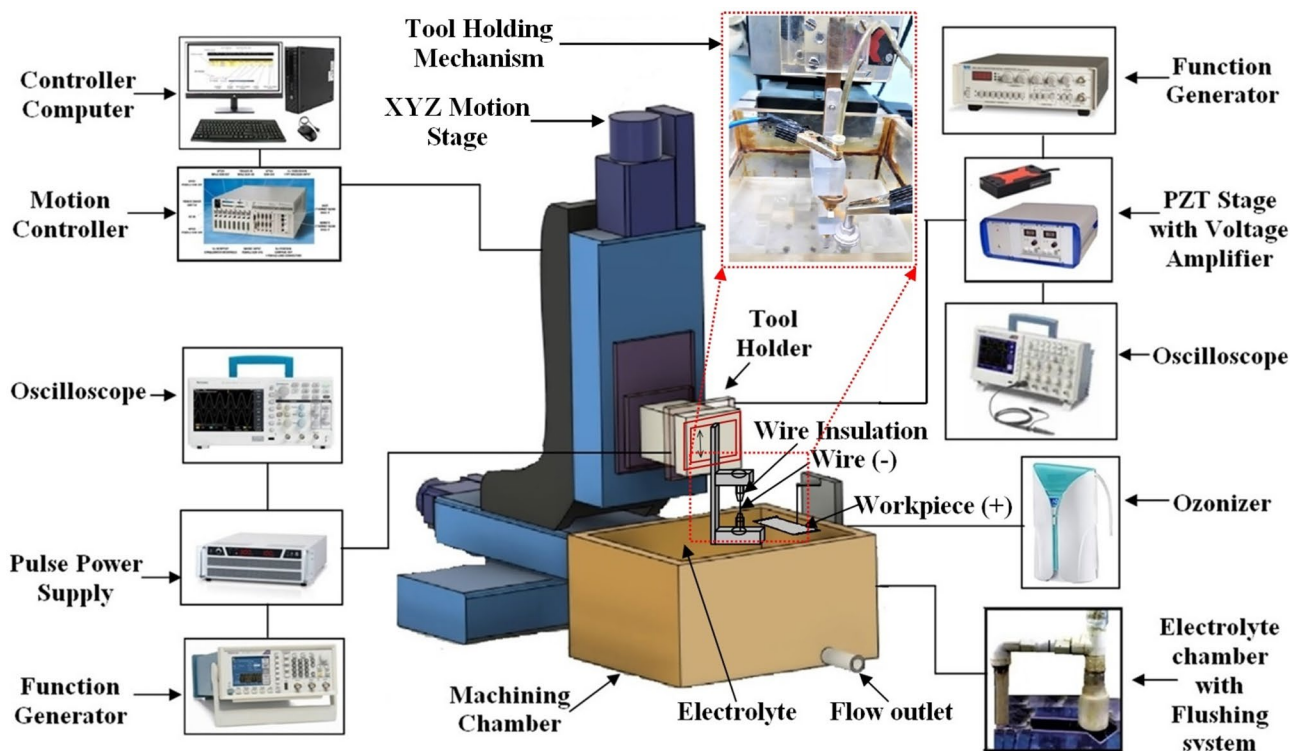 Controller
Computer
Motion
Controller
Oscilloscope
Pulse Power
Supply
Function
Generator
Tool Holding
Mechanism
XYZ Motion
Stage
Tool
Holder
Wire Insulation
Wire (-)
Workpiece (+)
Machining
Chamber
Electrolyte
Flow outlet
Function
Generator
PZT Stage
with Voltage
Amplifier
Oscilloscope
Ozonizer
Electrolyte
chamber
with
Flushing
system